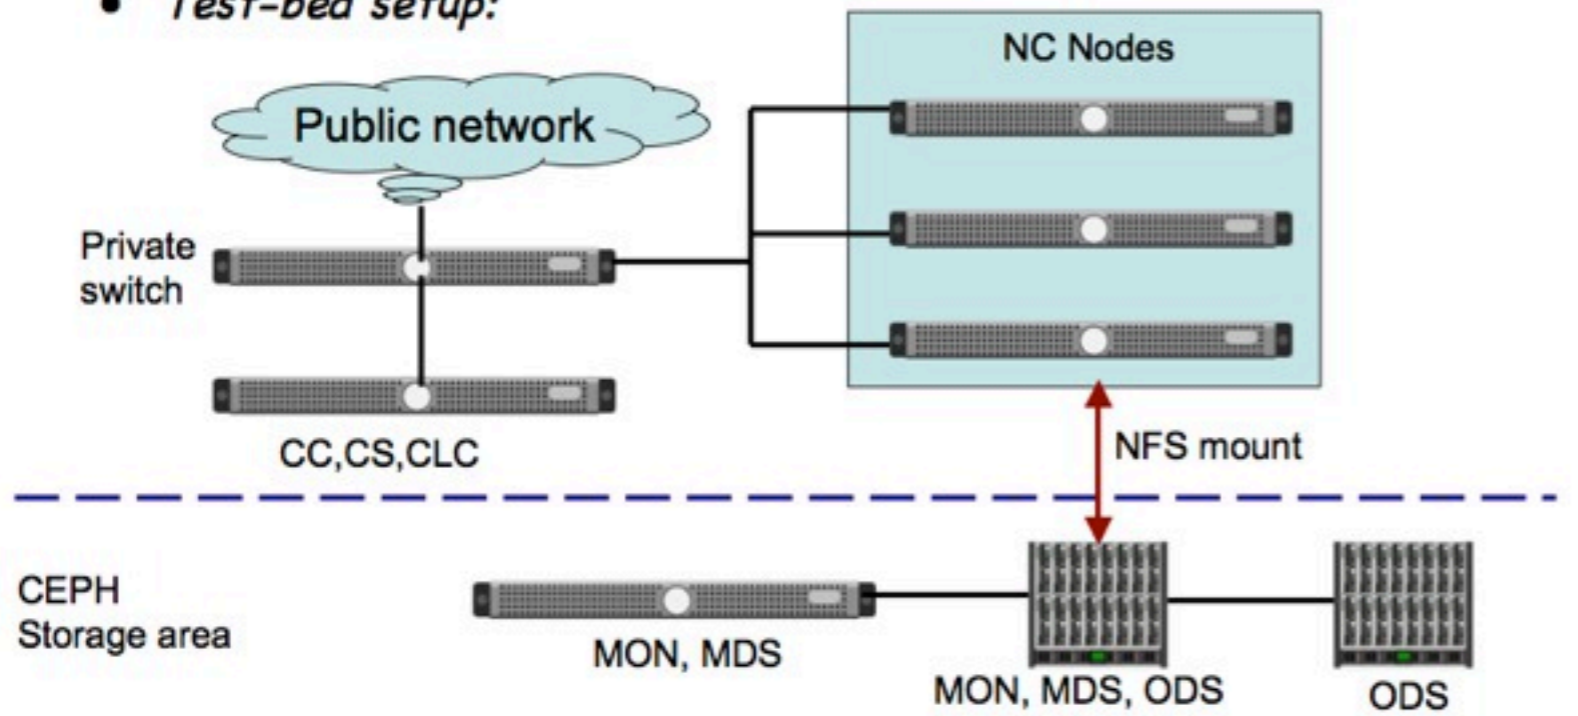 • Test-bed setup:
NC Nodes
Public network
Private
switch
CC,CS,CLC
NFS mount
CEPH
Storage area
MON, MDS
MON, MDS, ODS
ODS